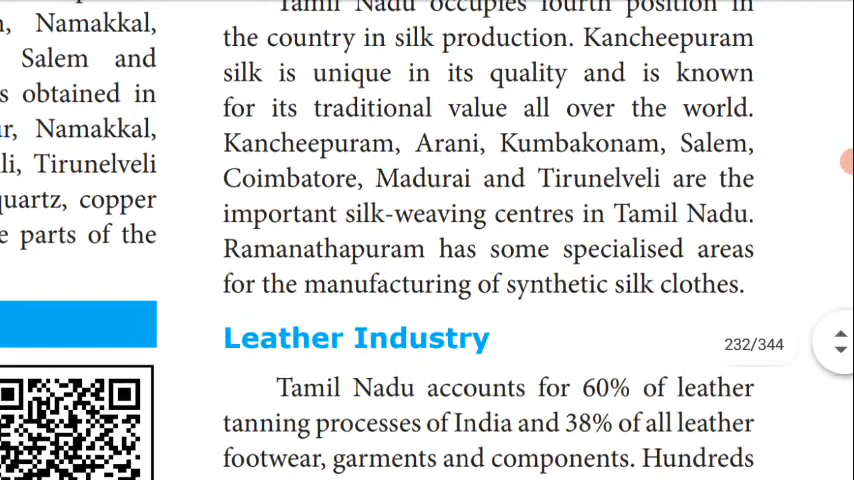 Namakkal,
Salem and
obtained in
Namakkal,
Tirunelveli
copper
parts of the
Tamil Nadu occupies fourth position in
the country in silk production. Kancheepuram
silk is unique in its quality and is known
for its traditional value all over the world.
Kancheepuram, Arani, Kumbakonam, Salem,
Coimbatore, Madurai and Tirunelveli are the
important silk-weaving centres in Tamil Nadu.
Ramanathapuram has some specialised areas
for the manufacturing of synthetic silk clothes.
Leather Industry
232/344
Tamil Nadu accounts for 60% of leather
tanning processes of India and 38% of all leather
footwear, garments and components. Hundreds